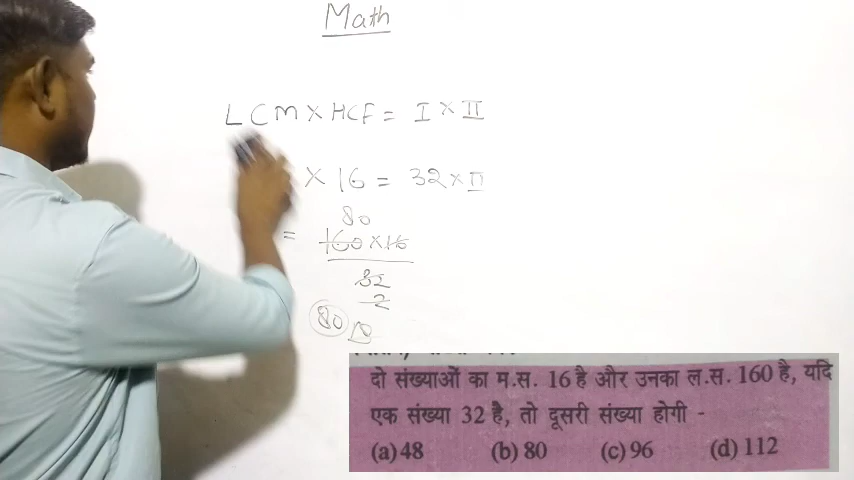 Math
LCM × HCF = I × II
× 16 = 32 × II
80
= 160 × 16
32
2
80
दो संख्याओं का म.स. 16 है और उनका ल.स. 160 है, यदि
एक संख्या 32 है, तो दूसरी संख्या होगी -
(a) 48 (b) 80 (c) 96 (d) 112